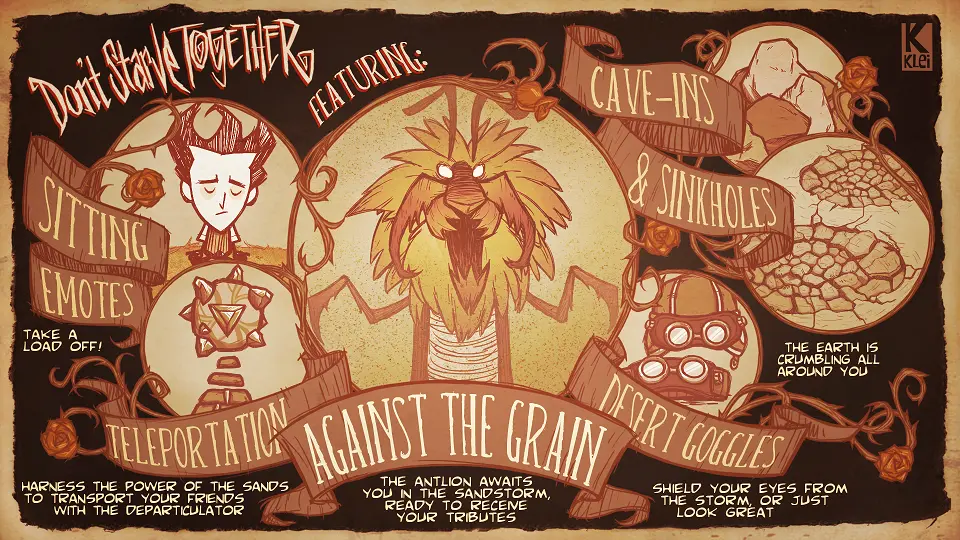 Don't Starve TOGETHER
FEATURING:
KLei
CAVE-INS
& SINKHOLES
SITTING
EMOTES
TAKE A
LOAD OFF!
THE EARTH IS
CRUMBLING ALL
AROUND YOU
TELEPORTATION
AGAINST THE GRAIN
DESERT GOGGLES
HARNESS THE POWER OF THE SANDS
TO TRANSPORT YOUR FRIENDS
WITH THE DEPARTICULATOR
THE ANTLION AWAITS
YOU IN THE SANDSTORM,
READY TO RECEIVE
YOUR TRIBUTES
SHIELD YOUR EYES FROM
THE STORM, OR JUST
LOOK GREAT